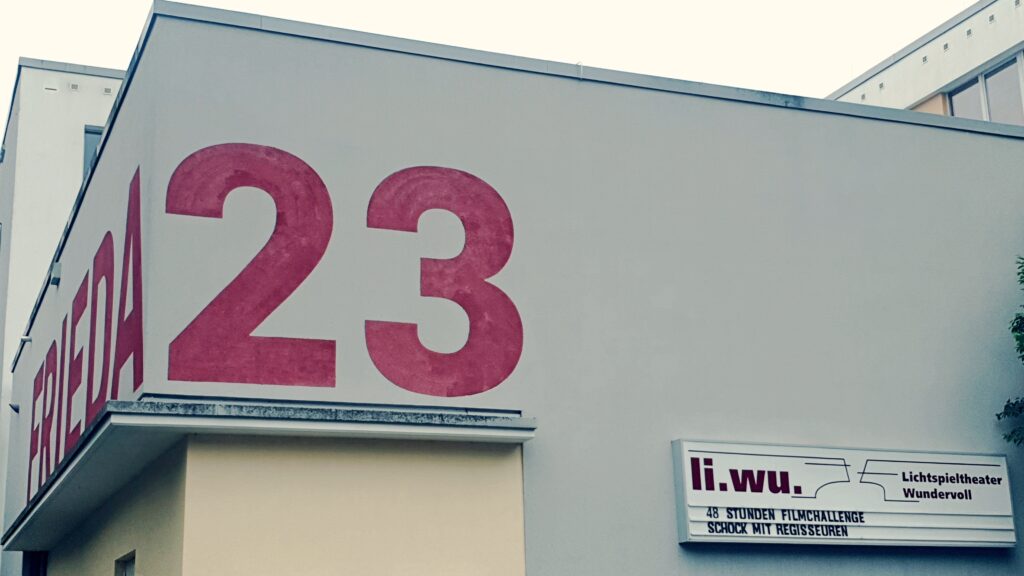 FRIEDA 23
li.wu.
Lichtspieltheater
Wundervoll
48 STUNDEN FILMCHALLENGE
SCHOCK MIT REGISSEUREN